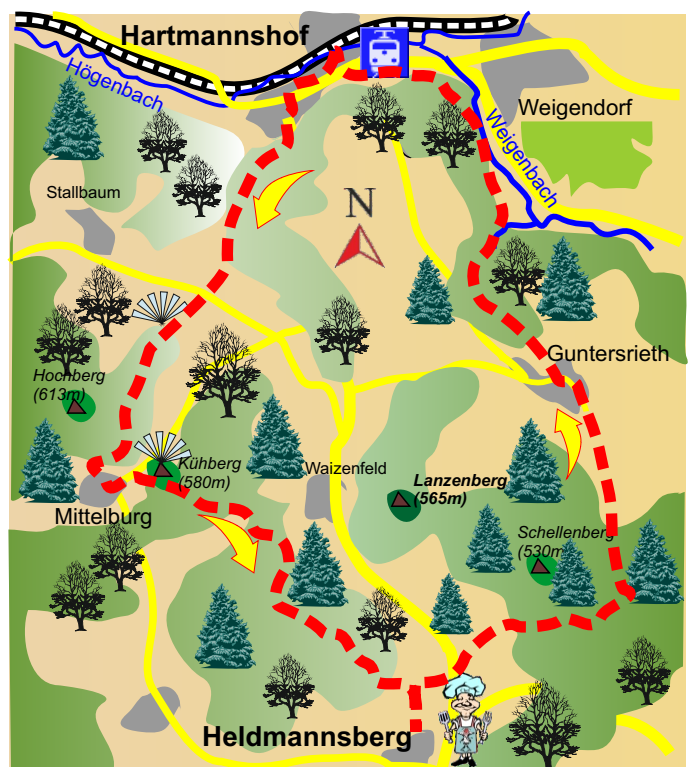 Hartmannshof
Högenbach
Weigendorf
Weigenbach
Stallbaum
N
Guntersrieth
Hochberg
(613m)
Kühberg
(580m)
Waizenfeld
Lanzenberg
(565m)
Mittelburg
Schellenberg
(530m
Heldmannsberg